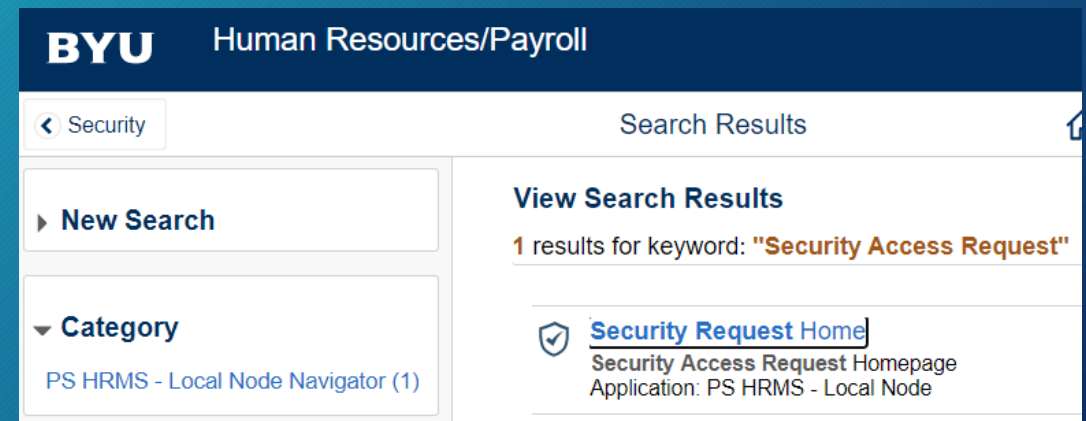 BYU Human Resources/Payroll
Security
Search Results
New Search
Category
PS HRMS - Local Node Navigator (1)
View Search Results
1 results for keyword: "Security Access Request"
Security Request Home
Security Access Request Homepage
Application: PS HRMS - Local Node